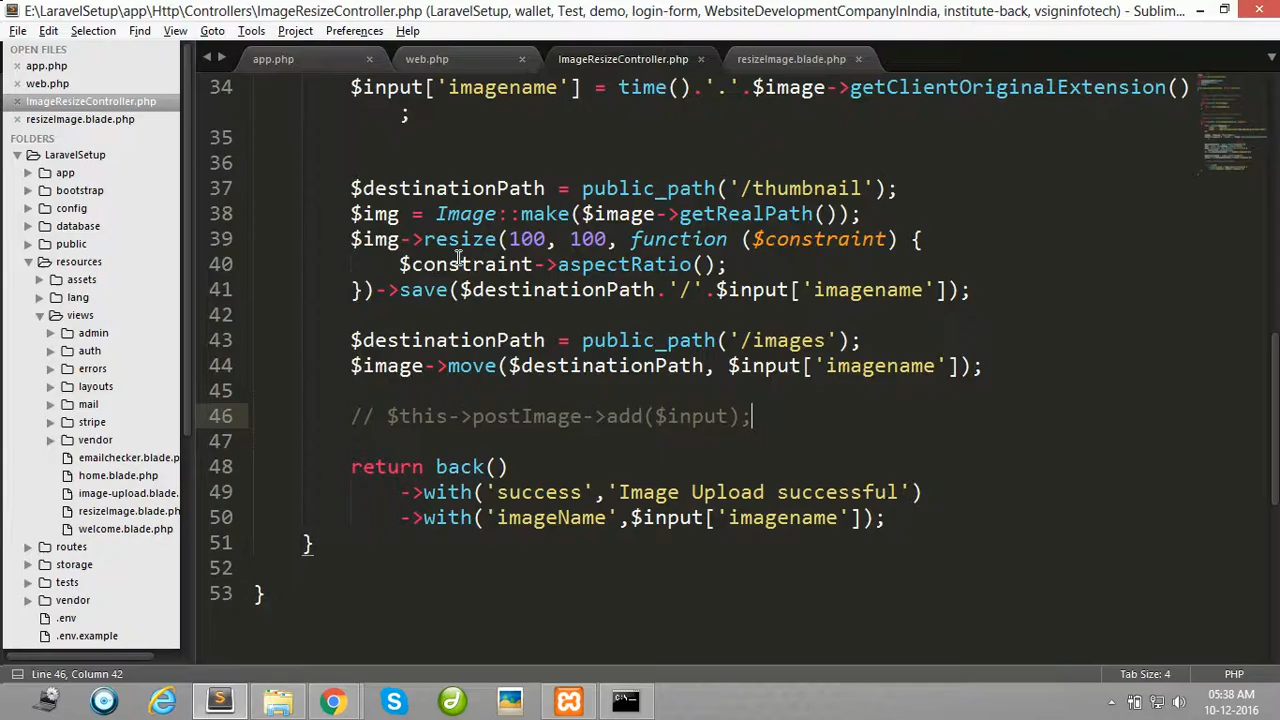 E:\LaravelSetup\app\Http\Controllers\ImageResizeController.php (LaravelSetup, wallet, Test, demo, login-form, WebsiteDevelopmentCompanyInIndia, institute-back, vsigninfotech) - Sublim...
File Edit Selection Find View Goto Tools Project Preferences Help
OPEN FILES
app.php
web.php
ImageResizeController.php
resizeImage.blade.php
FOLDERS
LaravelSetup
app
bootstrap
config
database
public
resources
assets
lang
views
admin
auth
errors
layouts
mail
stripe
vendor
emailchecker.blade.p
home.blade.php
image-upload.blade.
resizeImage.blade.ph
welcome.blade.php
routes
storage
tests
vendor
.env
.env.example
app.php web.php ImageResizeController.php resizeImage.blade.php
34 $input['imagename'] = time().'.'.$image->getClientOriginalExtension()
;
35
36
37 $destinationPath = public_path('/thumbnail');
38 $img = Image::make($image->getRealPath());
39 $img->resize(100, 100, function ($constraint) {
40 $constraint->aspectRatio();
41 })->save($destinationPath.'/'.$input['imagename']);
42
43 $destinationPath = public_path('/images');
44 $image->move($destinationPath, $input['imagename']);
45
46 // $this->postImage->add($input);
47
48 return back()
49 ->with('success','Image Upload successful')
50 ->with('imageName',$input['imagename']);
51 }
52
53 }
Line 46, Column 42 Tab Size: 4 PHP
05:38 AM
10-12-2016